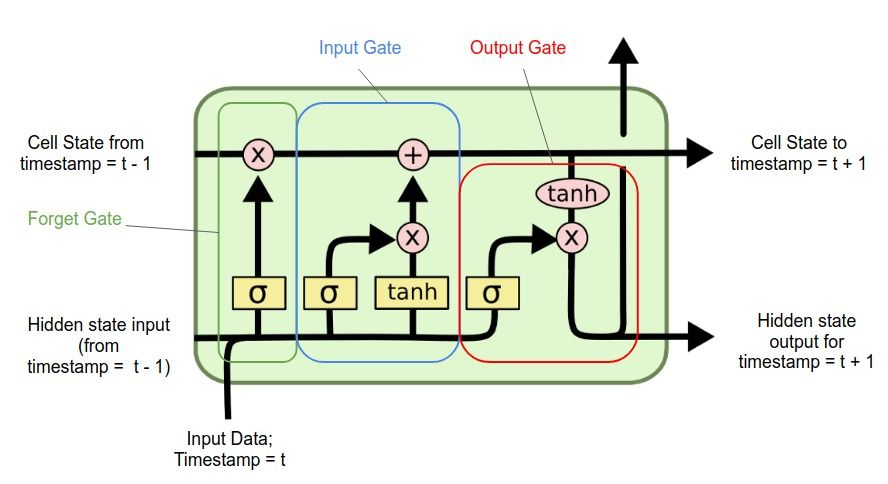 Input Gate
Output Gate
Cell State from
timestamp = t - 1
x
+
Cell State to
timestamp = t + 1
tanh
Forget Gate
x
x
σ
σ
tanh
σ
Hidden state input
(from
timestamp =  t - 1)
Hidden state
output for
timestamp = t + 1
Input Data;
Timestamp = t